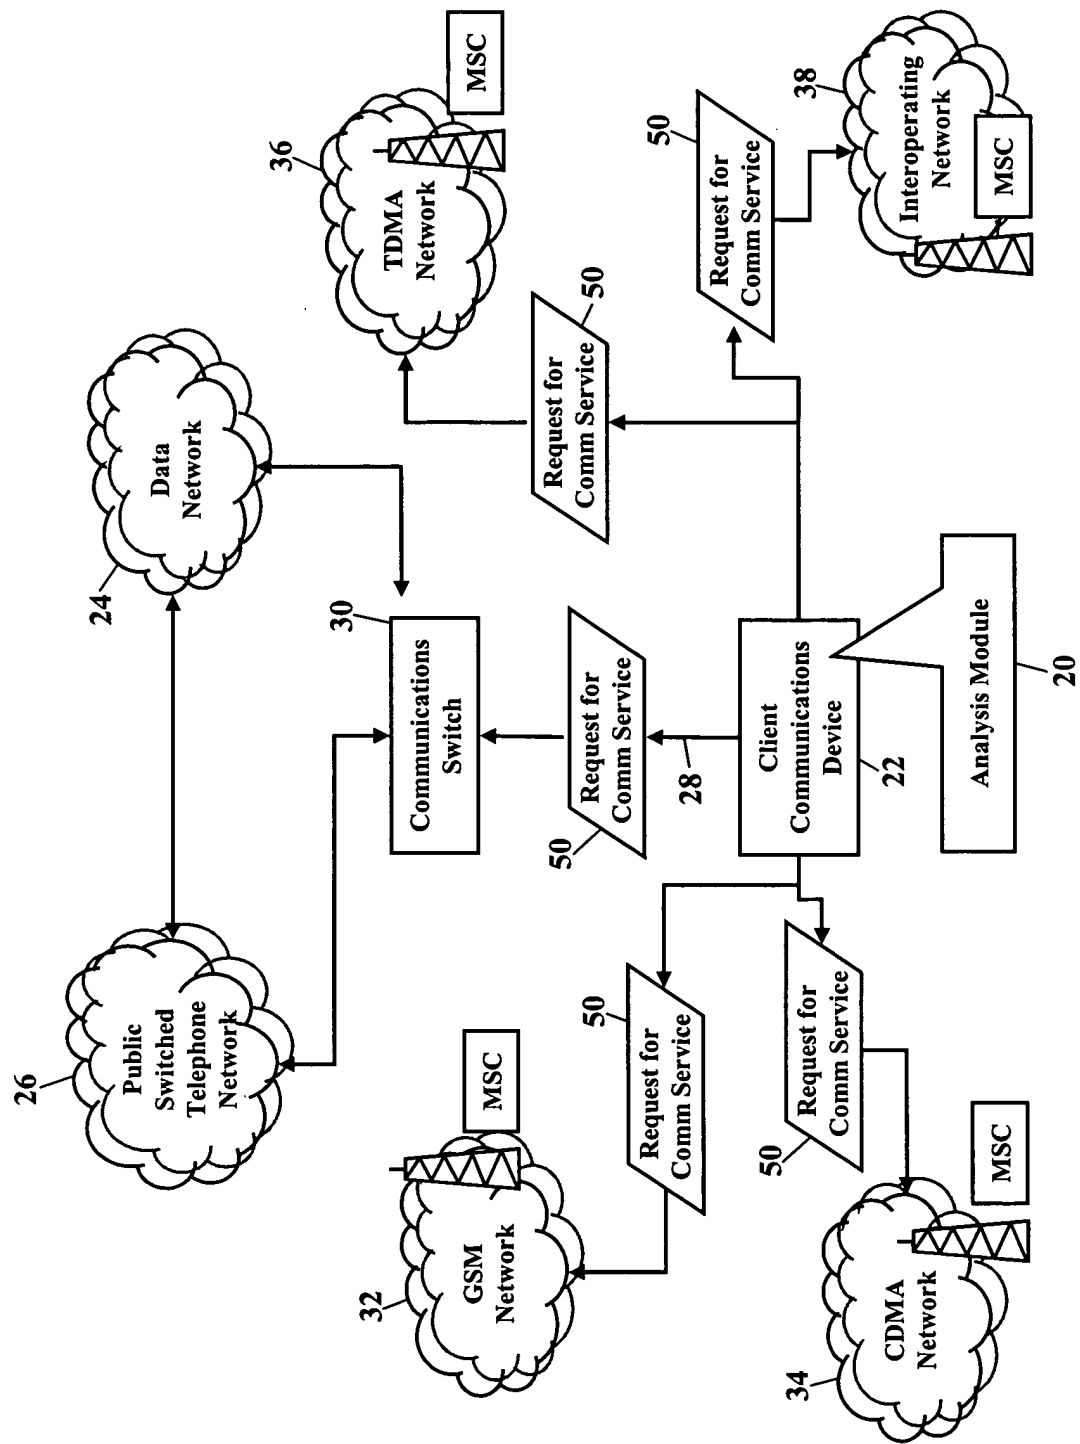 26
Public
Switched
Telephone
Network
24
Data
Network
32
GSM
Network
MSC
30
Communications
Switch
36
TDMA
Network
MSC
50
Request for
Comm Service
50
Request for
Comm Service
50
Request for
Comm Service
28
50
Request for
Comm Service
50
Request for
Comm Service
34
CDMA
Network
MSC
Client
Communications
Device
22
38
Interoperating
Network
MSC
Analysis Module
20